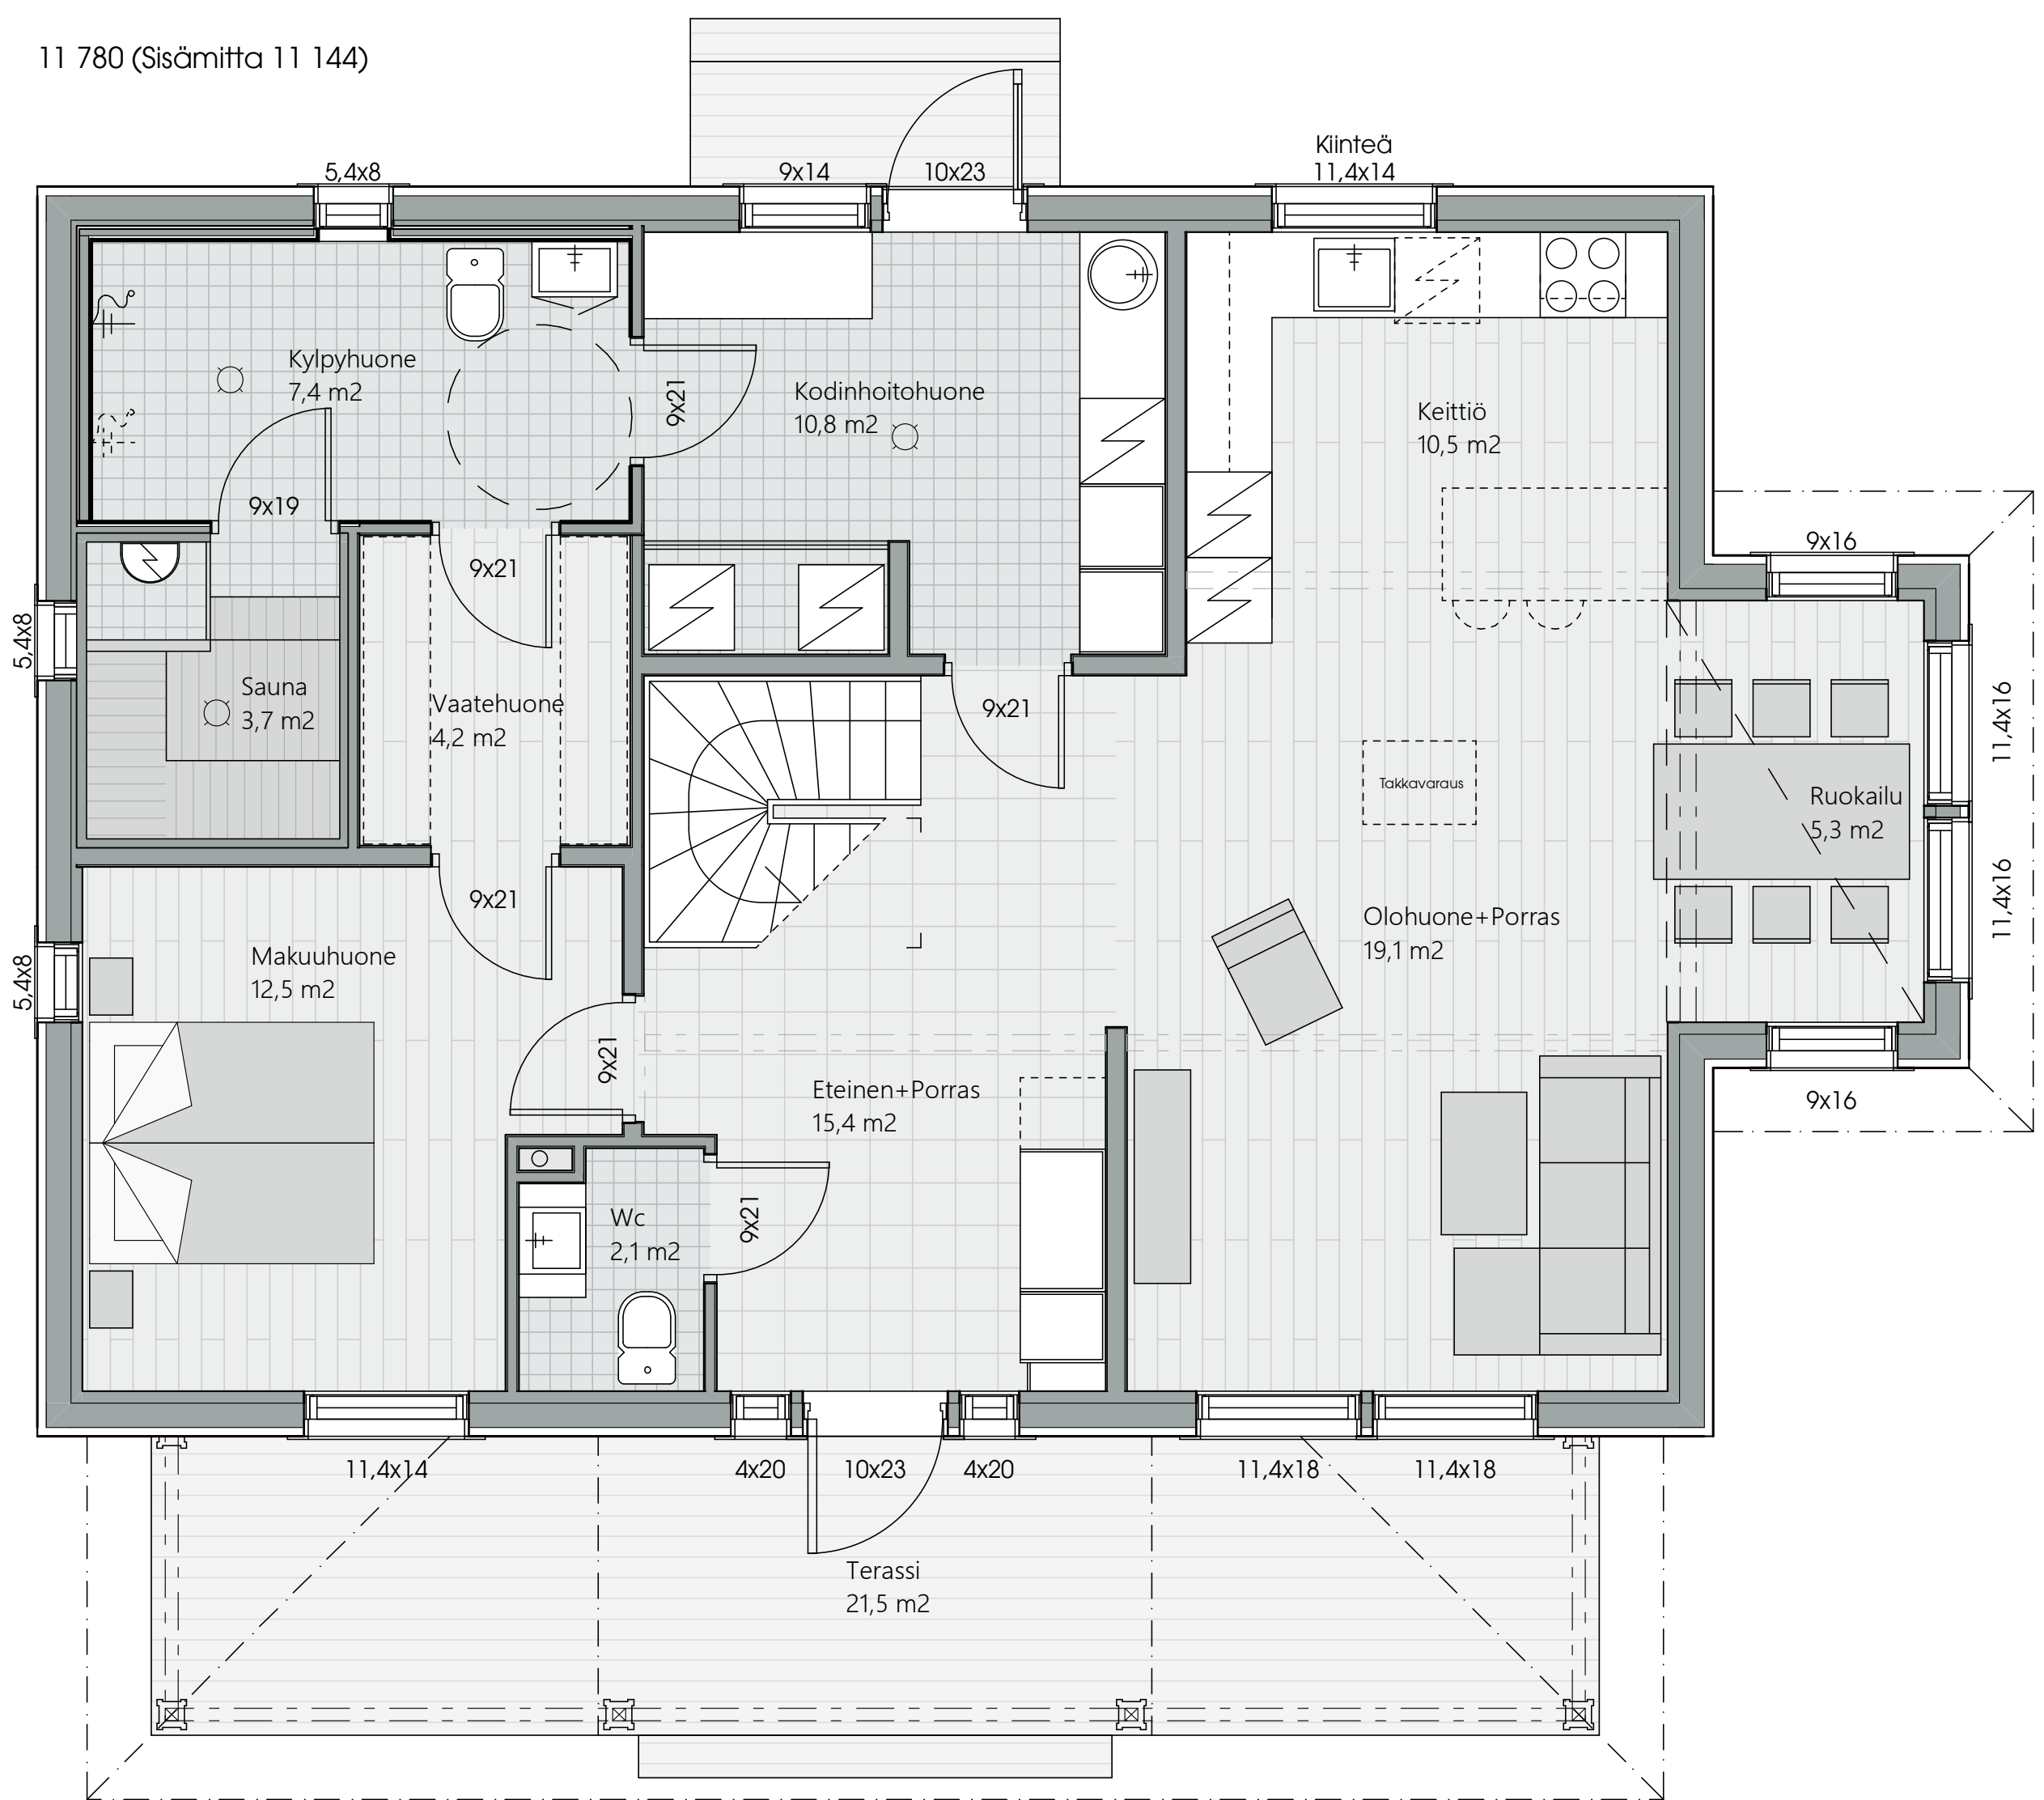 11 780 (Sisämitta 11 144)
Kiinteä
5,4x8
9x14
10x23
11,4x14
Kylpyhuone
7,4 m2
9x21
Kodinhoitohuone
10,8 m2
Keittiö
10,5 m2
9x19
9x16
9x21
5,4x8
Sauna
3,7 m2
Vaatehuone
4,2 m2
9x21
11,4x16
Takkavaraus
Ruokailu
5,3 m2
9x21
11,4x16
Olohuone+Porras
19,1 m2
Makuuhuone
12,5 m2
5,4x8
9x21
Eteinen+Porras
15,4 m2
9x16
Wc
2,1 m2
9x21
11,4x14
4x20
10x23
4x20
11,4x18
11,4x18
Terassi
21,5 m2